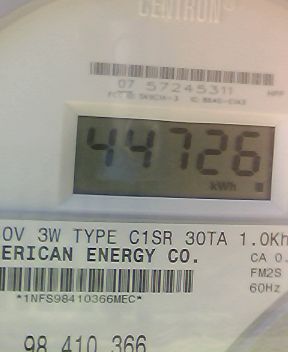 CENTRON®
07 57245311
44726
kWh
0V 3W TYPE C1SR 30TA 1.0Kh
ERICAN ENERGY CO.
CA 0.
FM2S
60Hz
*1NFS98410366MEC*
98 410 366